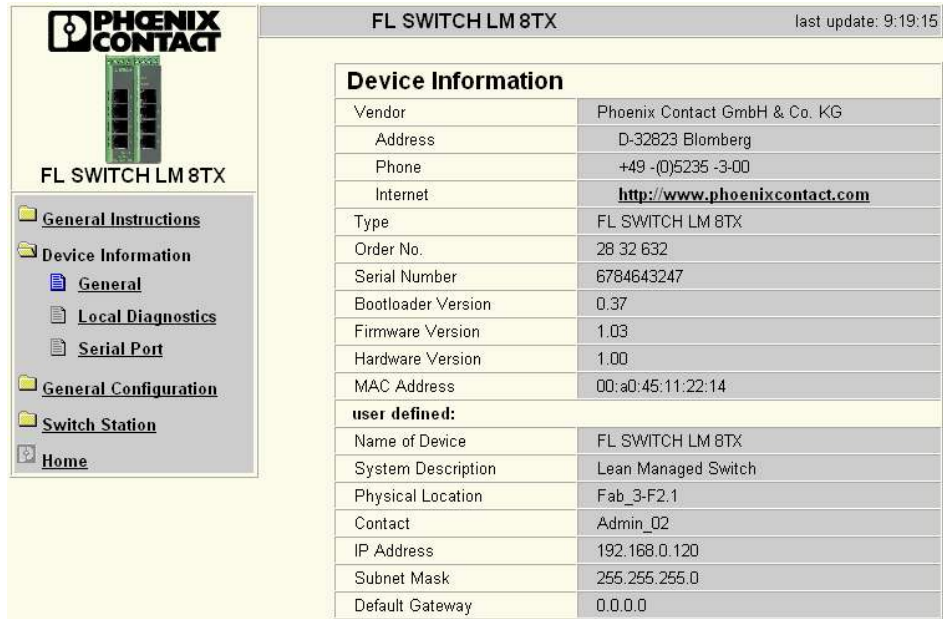 PHŒNIX
CONTACT
FL SWITCH LM 8TX
General Instructions
Device Information
General
Local Diagnostics
Serial Port
General Configuration
Switch Station
Home
FL SWITCH LM 8TX last update: 9:19:15
Device Information
Vendor Phoenix Contact GmbH & Co. KG
Address D-32823 Blomberg
Phone +49 -(0)5235 -3-00
Internet http://www.phoenixcontact.com
Type FL SWITCH LM 8TX
Order No. 28 32 632
Serial Number 6784643247
Bootloader Version 0.37
Firmware Version 1.03
Hardware Version 1.00
MAC Address 00:a0:45:11:22:14
user defined:
Name of Device FL SWITCH LM 8TX
System Description Lean Managed Switch
Physical Location Fab_3-F2.1
Contact Admin_02
IP Address 192.168.0.120
Subnet Mask 255.255.255.0
Default Gateway 0.0.0.0